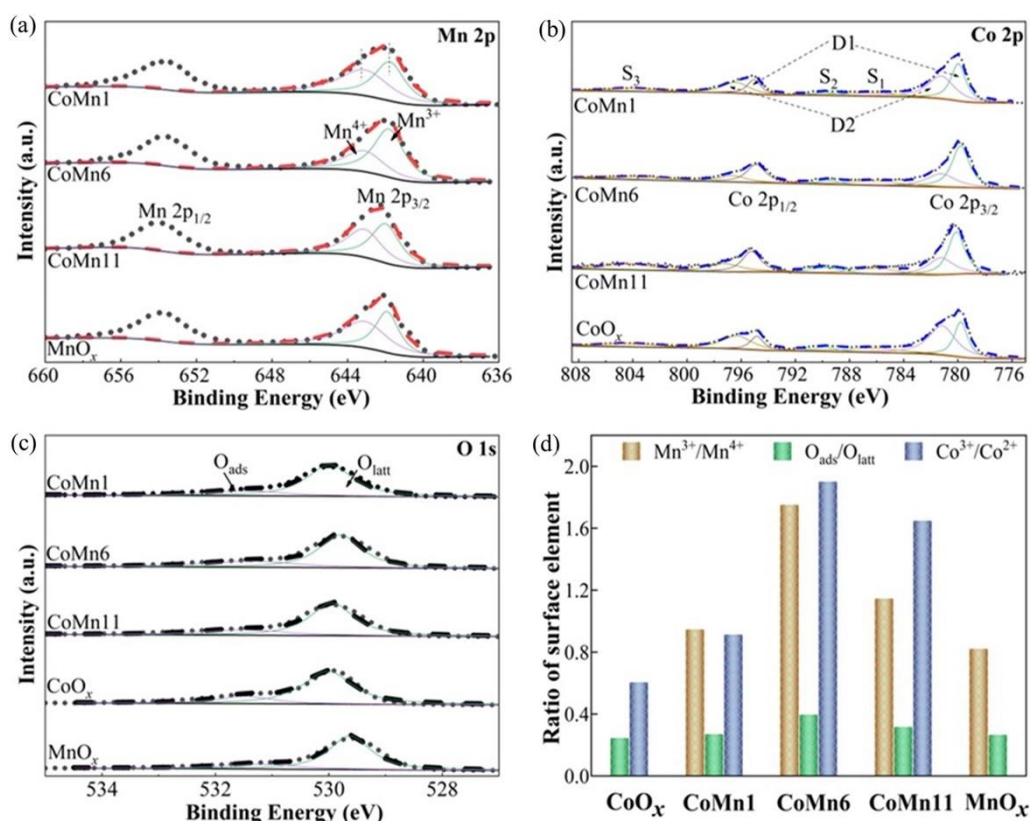 (a)
Mn 2p
CoMn1
Mn⁴⁺
Mn³⁺
CoMn6
Mn 2p₁/₂
Mn 2p₃/₂
CoMn11
MnOₓ
660 656 652 648 644 640 636
Binding Energy (eV)
Intensity (a.u.)
(b)
Co 2p
D1
S₃
S₂
S₁
CoMn1
D2
CoMn6
Co 2p₁/₂
Co 2p₃/₂
CoMn11
CoOₓ
808 804 800 796 792 788 784 780 776
Binding Energy (eV)
Intensity (a.u.)
(c)
O 1s
CoMn1
Oads
Olatt
CoMn6
CoMn11
CoOₓ
MnOₓ
534 532 530 528
Binding Energy (eV)
Intensity (a.u.)
(d)
Mn³⁺/Mn⁴⁺ Oads/Olatt Co³⁺/Co²⁺
2.0
1.6
1.2
0.8
0.4
0.0
CoOₓ CoMn1 CoMn6 CoMn11 MnOₓ
Ratio of surface element